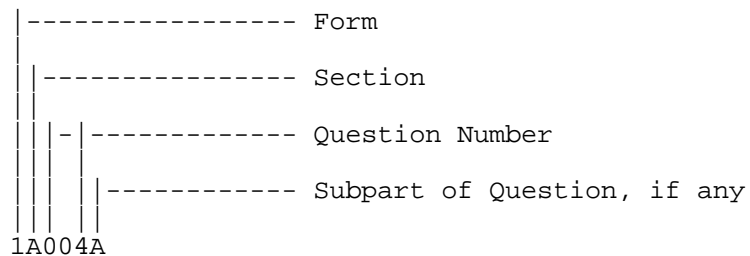 |----------------- Form
|
||---------------- Section
||
|||-|------------- Question Number
||| |
||| ||------------ Subpart of Question, if any
||| ||
1A004A